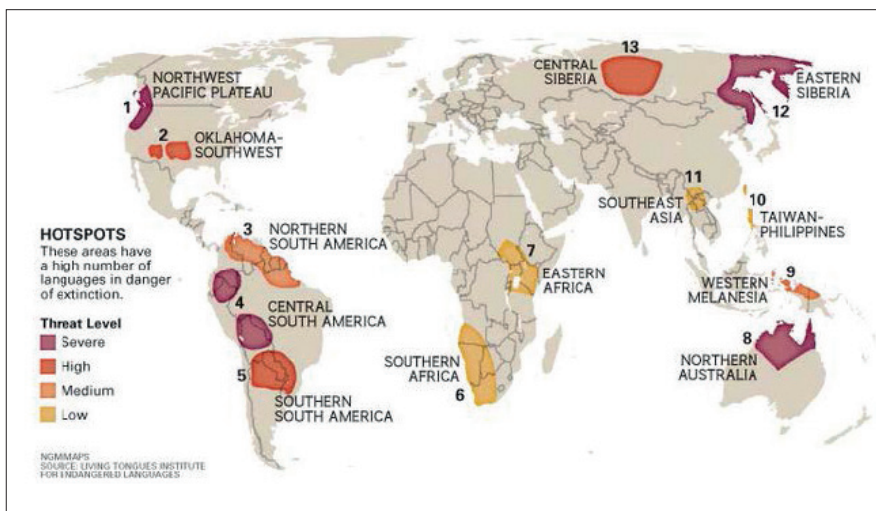 13
CENTRAL
SIBERIA
EASTERN
SIBERIA
12
NORTHWEST
PACIFIC PLATEAU
1
2
OKLAHOMA-
SOUTHWEST
11
SOUTHEAST
ASIA
10
TAIWAN-
PHILIPPINES
3
NORTHERN
SOUTH AMERICA
7
EASTERN
AFRICA
9
WESTERN
MELANESIA
4
CENTRAL
SOUTH AMERICA
8
NORTHERN
AUSTRALIA
5
SOUTHERN
SOUTH AMERICA
SOUTHERN
AFRICA
6
HOTSPOTS
These areas have
a high number of
languages in danger
of extinction.
Threat Level
Severe
High
Medium
Low
NGM MAPS
SOURCE: LIVING TONGUES INSTITUTE
FOR ENDANGERED LANGUAGES